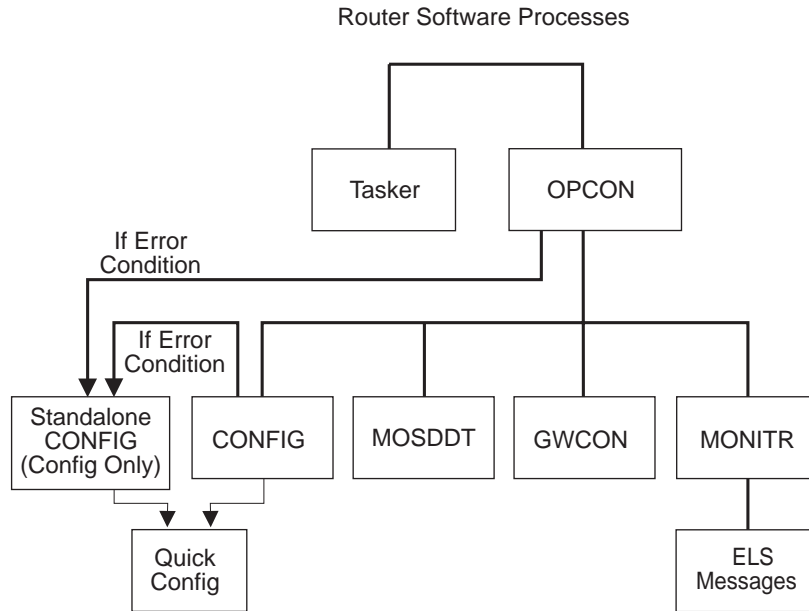 Router Software Processes
Tasker
OPCON
If Error
Condition
If Error
Condition
Standalone
CONFIG
(Config Only)
CONFIG
MOSDDT
GWCON
MONITR
Quick
Config
ELS
Messages